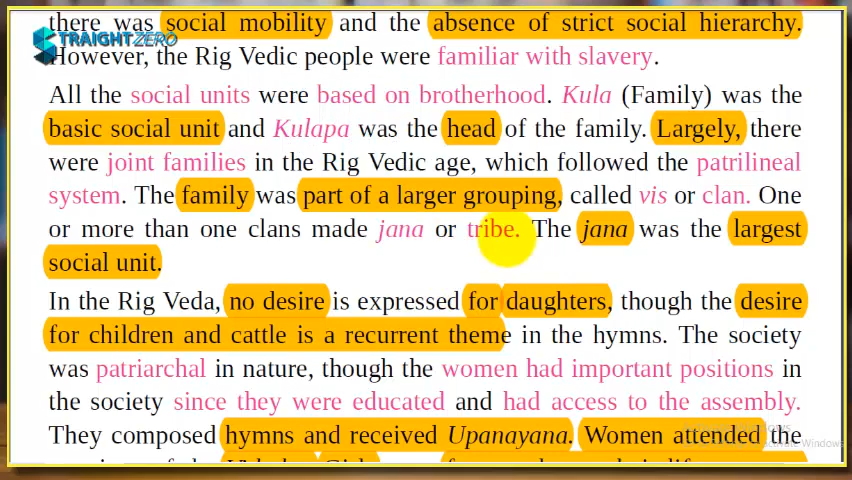 there was social mobility and the absence of strict social hierarchy.
STRAIGHTZERO
However, the Rig Vedic people were familiar with slavery.
All the social units were based on brotherhood. Kula (Family) was the
basic social unit and Kulapa was the head of the family. Largely, there
were joint families in the Rig Vedic age, which followed the patrilineal
system. The family was part of a larger grouping, called vis or clan. One
or more than one clans made jana or tribe. The jana was the largest
social unit.
In the Rig Veda, no desire is expressed for daughters, though the desire
for children and cattle is a recurrent theme in the hymns. The society
was patriarchal in nature, though the women had important positions in
the society since they were educated and had access to the assembly.
They composed hymns and received Upanayana. Women attended the